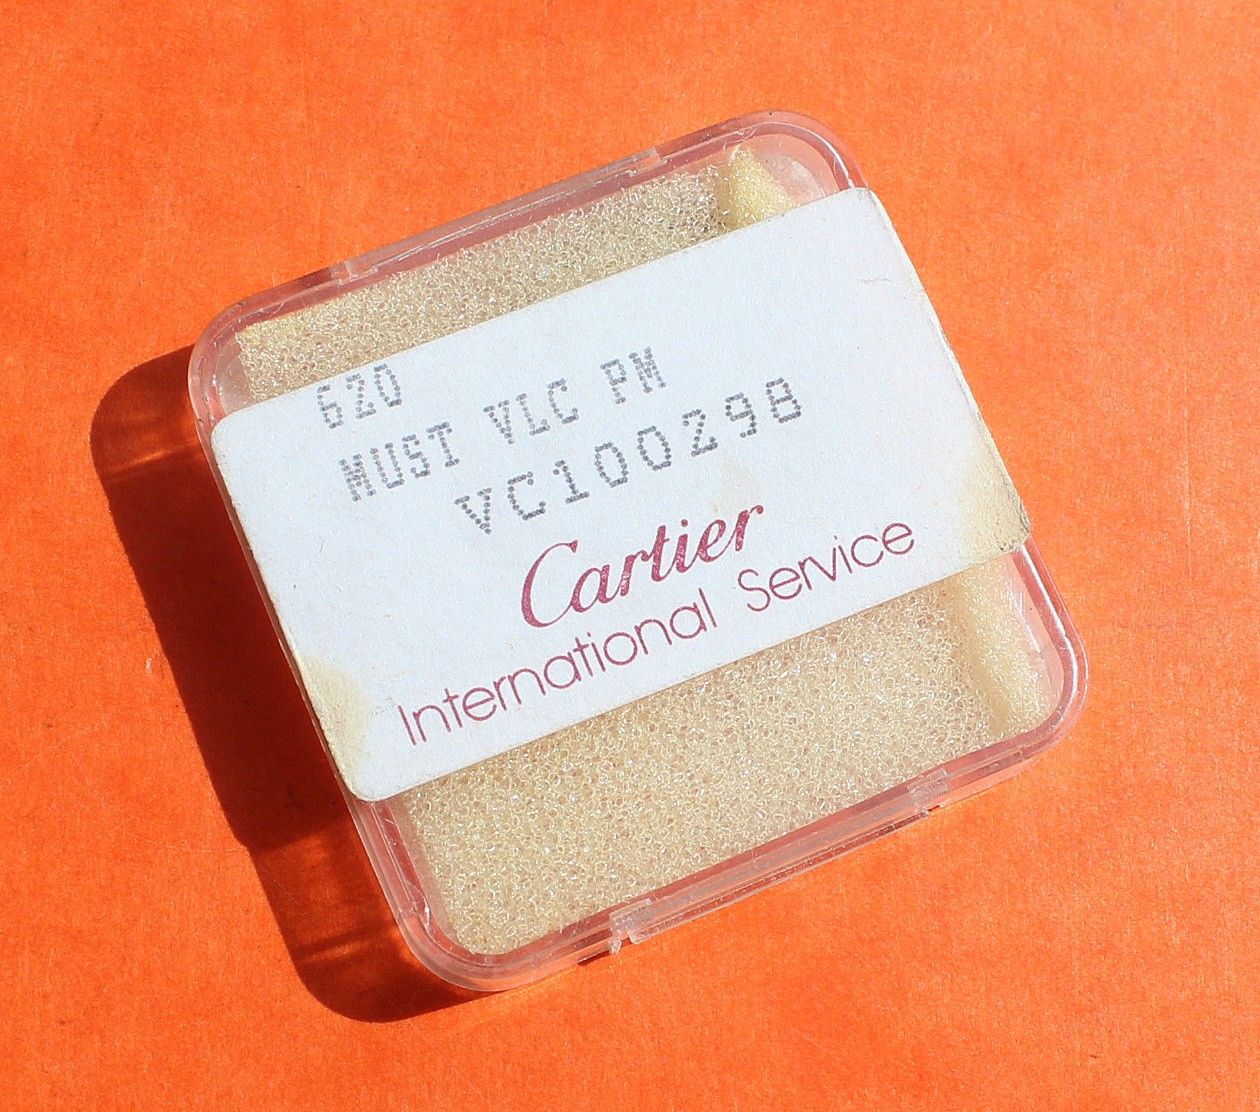 620
MUST VLC PM
VC100298
Cartier
International Service